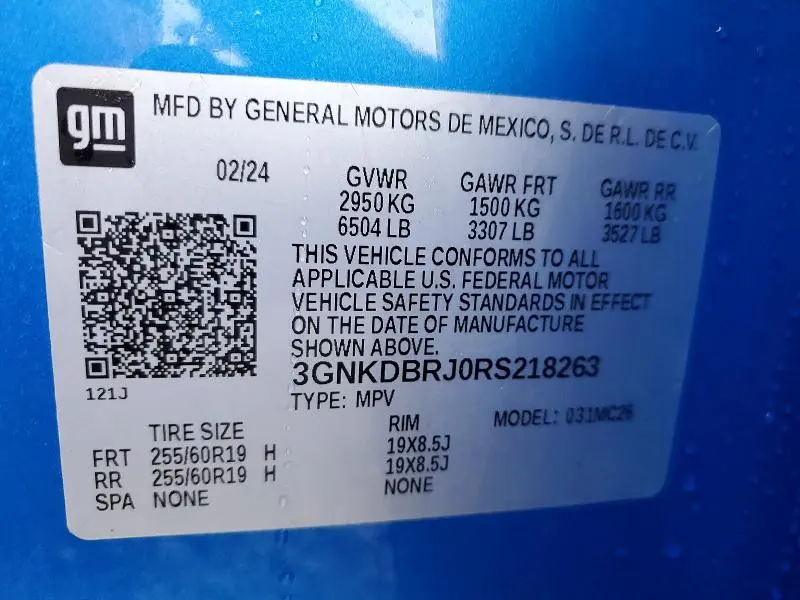 gm
MFD BY GENERAL MOTORS DE MEXICO, S. DE R.L. DE C.V.
02/24
GVWR GAWR FRT GAWR RR
2950 KG 1500 KG 1600 KG
6504 LB 3307 LB 3527 LB
THIS VEHICLE CONFORMS TO ALL
APPLICABLE U.S. FEDERAL MOTOR
VEHICLE SAFETY STANDARDS IN EFFECT
ON THE DATE OF MANUFACTURE
SHOWN ABOVE.
3GNKDBRJ0RS218263
121J
TYPE: MPV
MODEL: 031MC26
TIRE SIZE RIM
FRT 255/60R19 H 19X8.5J
RR 255/60R19 H 19X8.5J
SPA NONE NONE